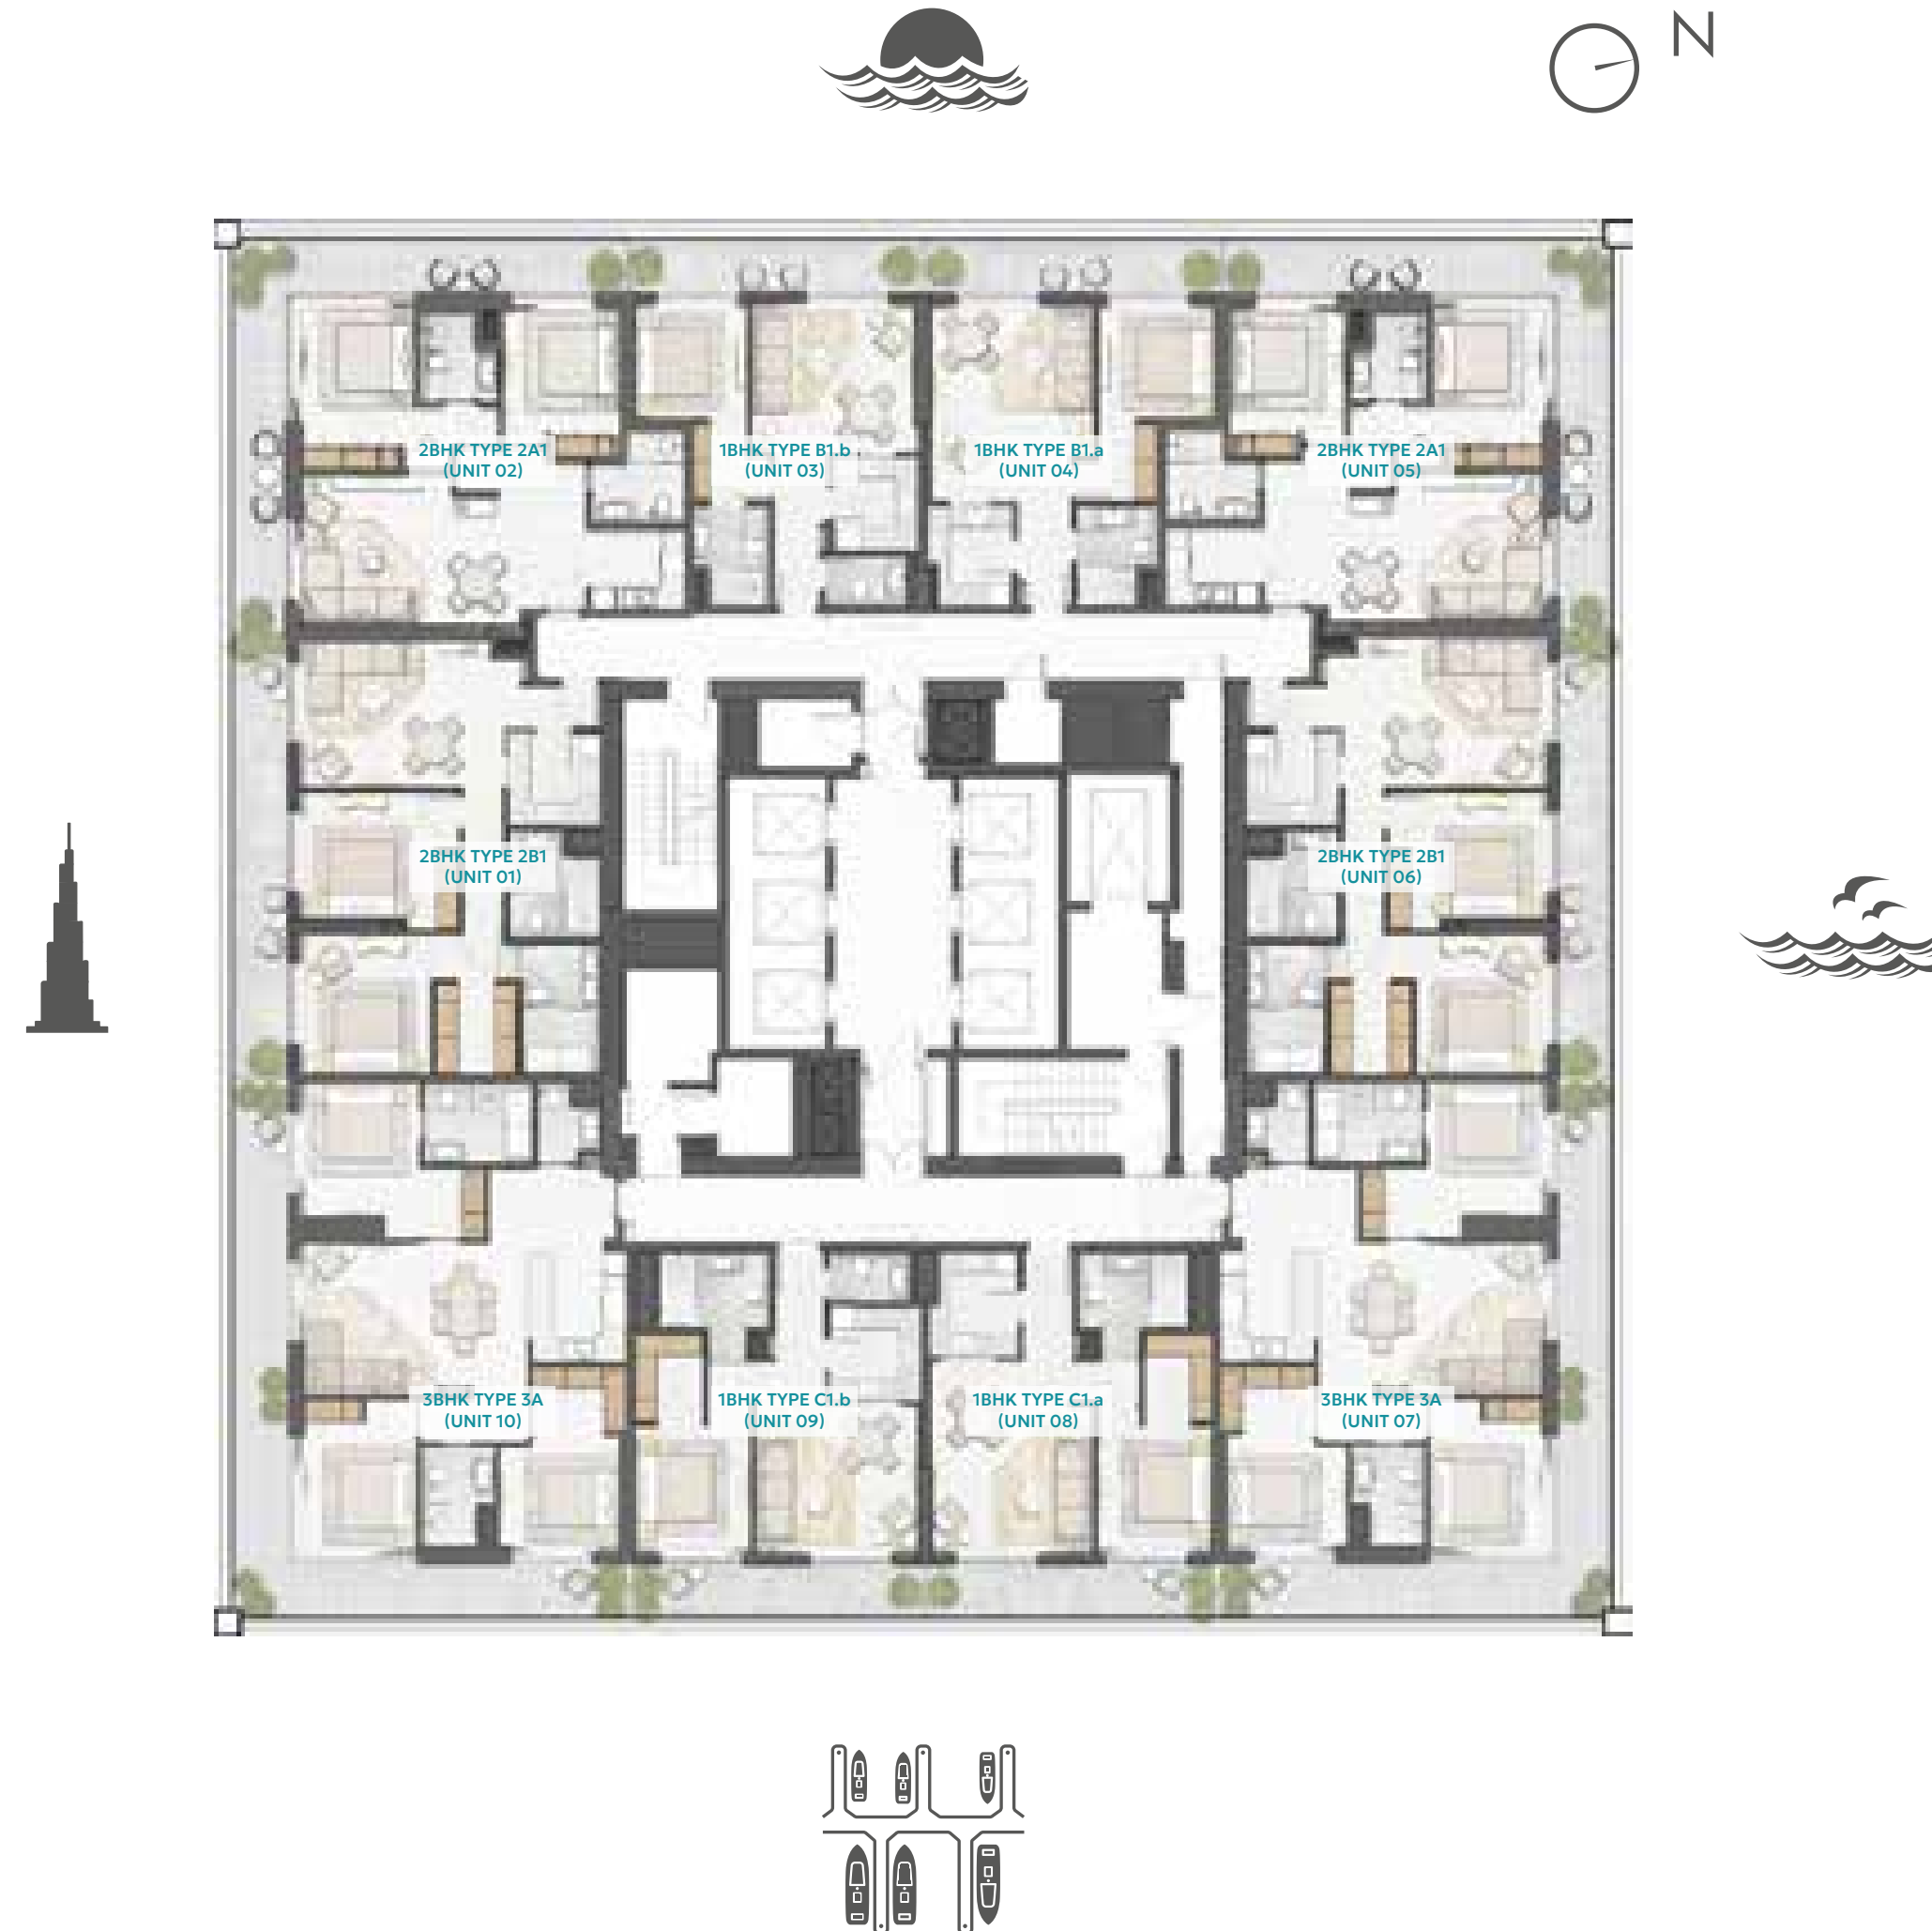 N
2BHK TYPE 2A1
(UNIT 02)
1BHK TYPE B1.b
(UNIT 03)
1BHK TYPE B1.a
(UNIT 04)
2BHK TYPE 2A1
(UNIT 05)
2BHK TYPE 2B1
(UNIT 01)
2BHK TYPE 2B1
(UNIT 06)
3BHK TYPE 3A
(UNIT 10)
1BHK TYPE C1.b
(UNIT 09)
1BHK TYPE C1.a
(UNIT 08)
3BHK TYPE 3A
(UNIT 07)